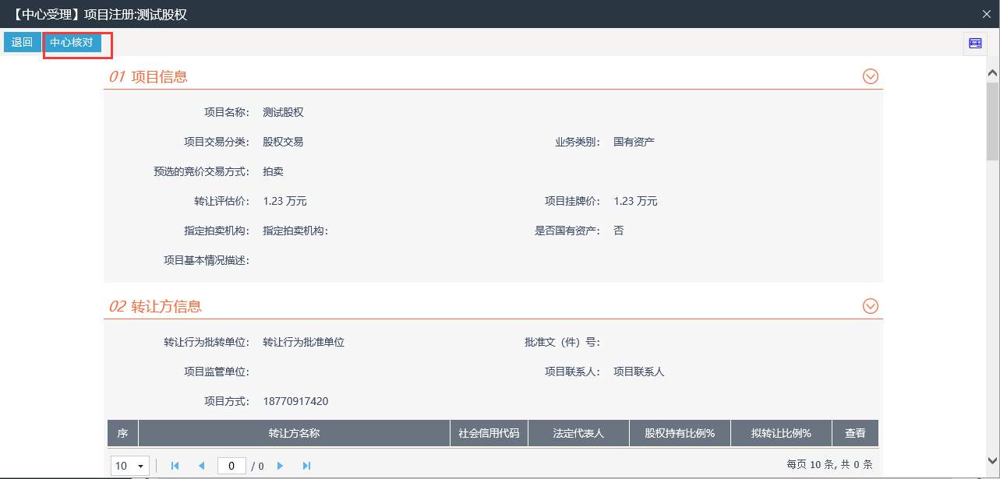 【中心受理】项目注册:测试股权
退回 中心核对
01 项目信息
项目名称： 测试股权
项目交易分类： 股权交易 业务类别： 国有资产
预选的竞价交易方式： 拍卖
转让评估价： 1.23 万元 项目挂牌价： 1.23 万元
指定拍卖机构： 指定拍卖机构： 是否国有资产： 否
项目基本情况描述：
02 转让方信息
转让行为批转单位： 转让行为批准单位 批准文（件）号：
项目监管单位： 项目联系人： 项目联系人
项目方式： 18770917420
序 转让方名称 社会信用代码 法定代表人 股权持有比例% 拟转让比例% 查看
10 0 / 0 每页 10 条, 共 0 条